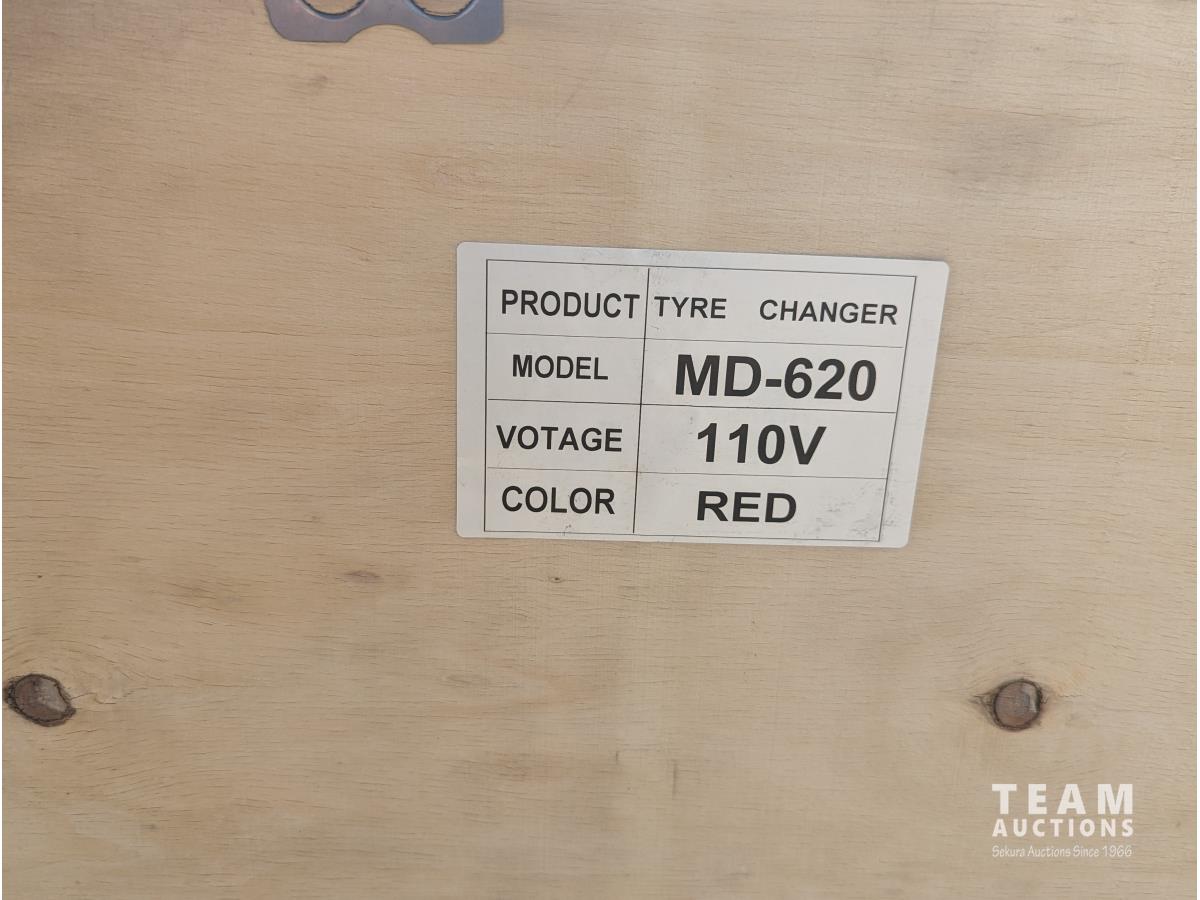 PRODUCT TYRE CHANGER
MODEL MD-620
VOTAGE 110V
COLOR RED
TEAM
AUCTIONS
Sekura Auctions Since 1966